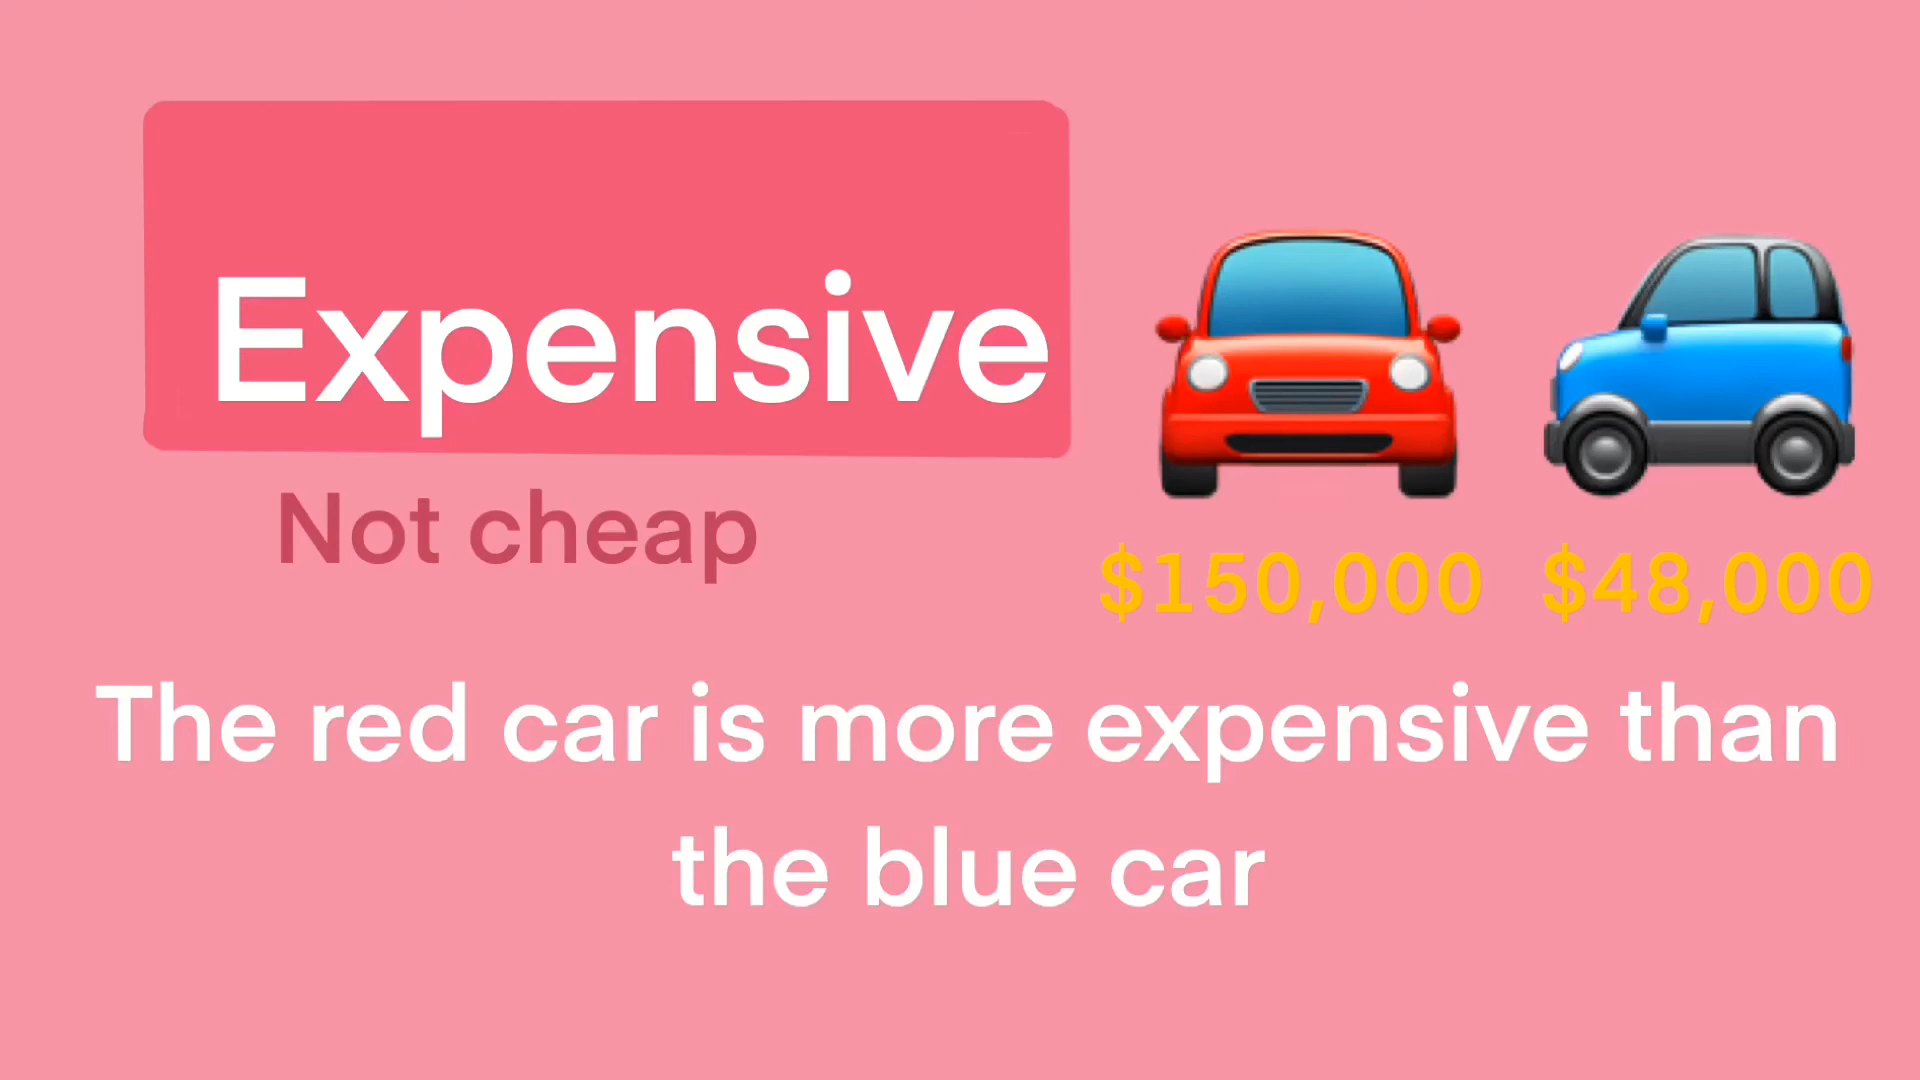 Expensive
Not cheap
$150,000 $48,000
The red car is more expensive than
the blue car